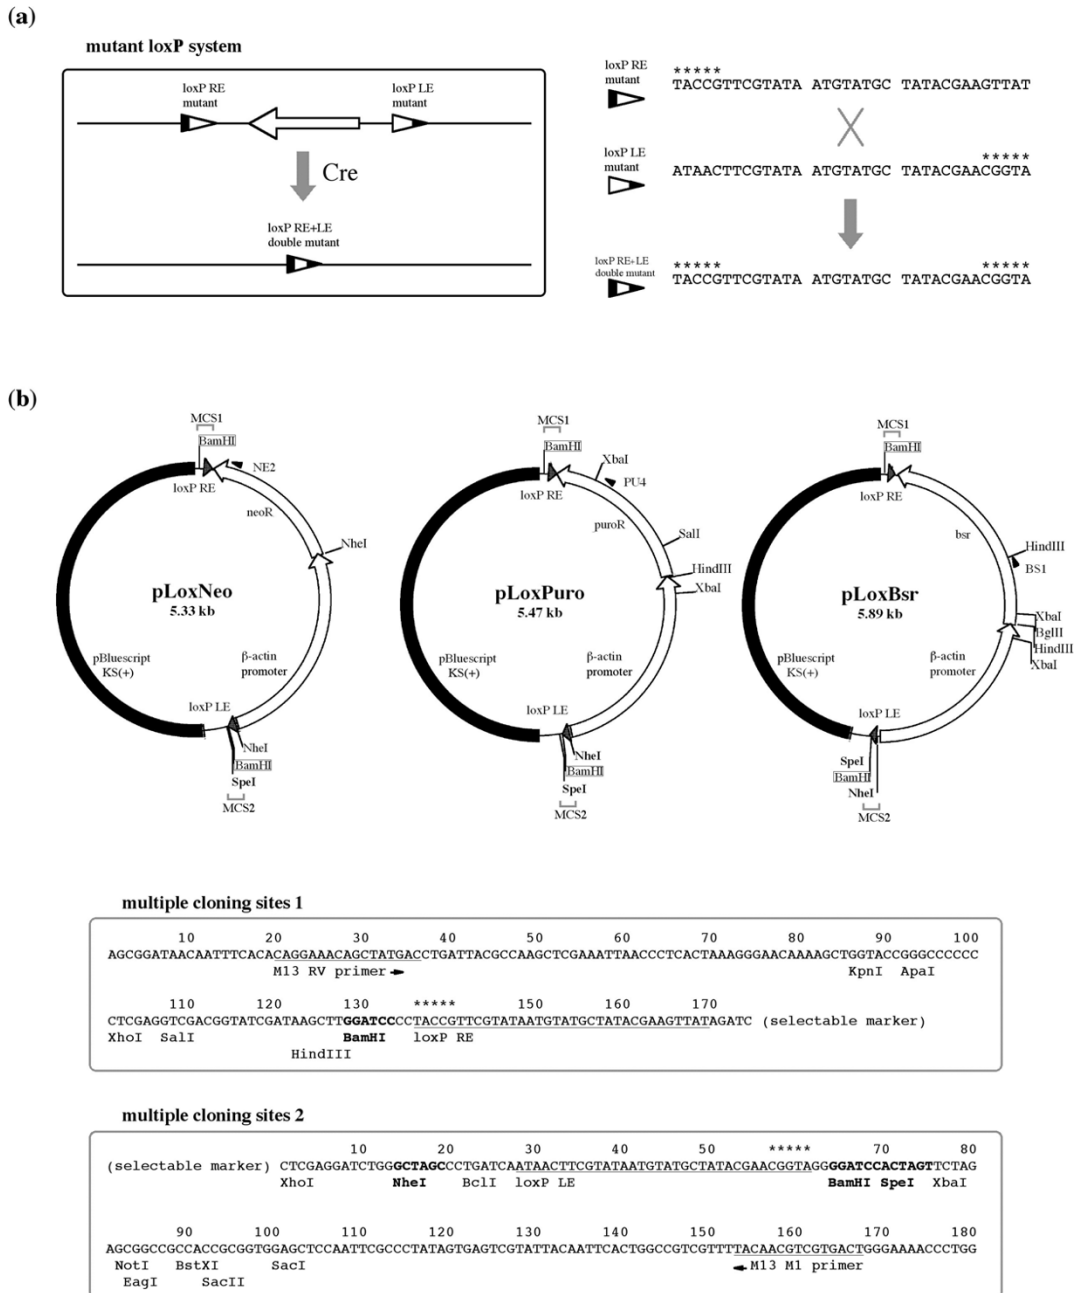 (a)
mutant loxP system
loxP RE
mutant
loxP LE
mutant
Cre
loxP RE+LE
double mutant
loxP RE
mutant
*****
TACCGTTCGTATA ATGTATGC TATACGAAGTTAT
loxP LE
mutant
*****
ATAACTTCGTATA ATGTATGC TATACGAACGGTA
loxP RE+LE
double mutant
***** *****
TACCGTTCGTATA ATGTATGC TATACGAACGGTA
(b)
MCS1
BamHI
NE2
loxP RE
neoR
NheI
pLoxNeo
5.33 kb
pBluescript
KS(+)
β-actin
promoter
loxP LE
NheI
BamHI
SpeI
MCS2
MCS1
BamHI
XbaI
PU4
loxP RE
puroR
SalI
HindIII
XbaI
pLoxPuro
5.47 kb
pBluescript
KS(+)
β-actin
promoter
loxP LE
NheI
BamHI
SpeI
MCS2
MCS1
BamHI
loxP RE
bsr
HindIII
BS1
XbaI
BglII
HindIII
XbaI
pLoxBsr
5.89 kb
pBluescript
KS(+)
β-actin
promoter
loxP LE
SpeI
BamHI
NheI
MCS2
multiple cloning sites 1
10 20 30 40 50 60 70 80 90 100
AGCGGATAACAATTTCACACAGGAAACAGCTATGACCTGATTACGCCAAGCTCGAAATTAACCCTCACTAAAGGGAACAAAAGCTGGTACCGGGCCCCCC
M13 RV primer KpnI ApaI
110 120 130 ***** 150 160 170
CTCGAGGTCGACGGTATCGATAAGCTTGGATCCCCTACCGTTCGTATAATGTATGCTATACGAAGTTATAGATC (selectable marker)
XhoI SalI BamHI loxP RE
HindIII
multiple cloning sites 2
10 20 30 40 50 ***** 70 80
(selectable marker) CTCGAGGATCTGGGCTAGCCCTGATCAATAACTTCGTATAATGTATGCTATACGAACGGTAGGGGATCCACTAGTTCTAG
XhoI NheI BclI loxP LE BamHI SpeI XbaI
90 100 110 120 130 140 150 160 170 180
AGCGGCCGCCACCGCGGTGGAGCTCCAATTCGCCCTATAGTGAGTCGTATTACAATTCACTGGCCGTCGTTTTACAACGTCGTGACTGGGAAAACCCTGG
NotI BstXI SacI M13 M1 primer
EagI SacII